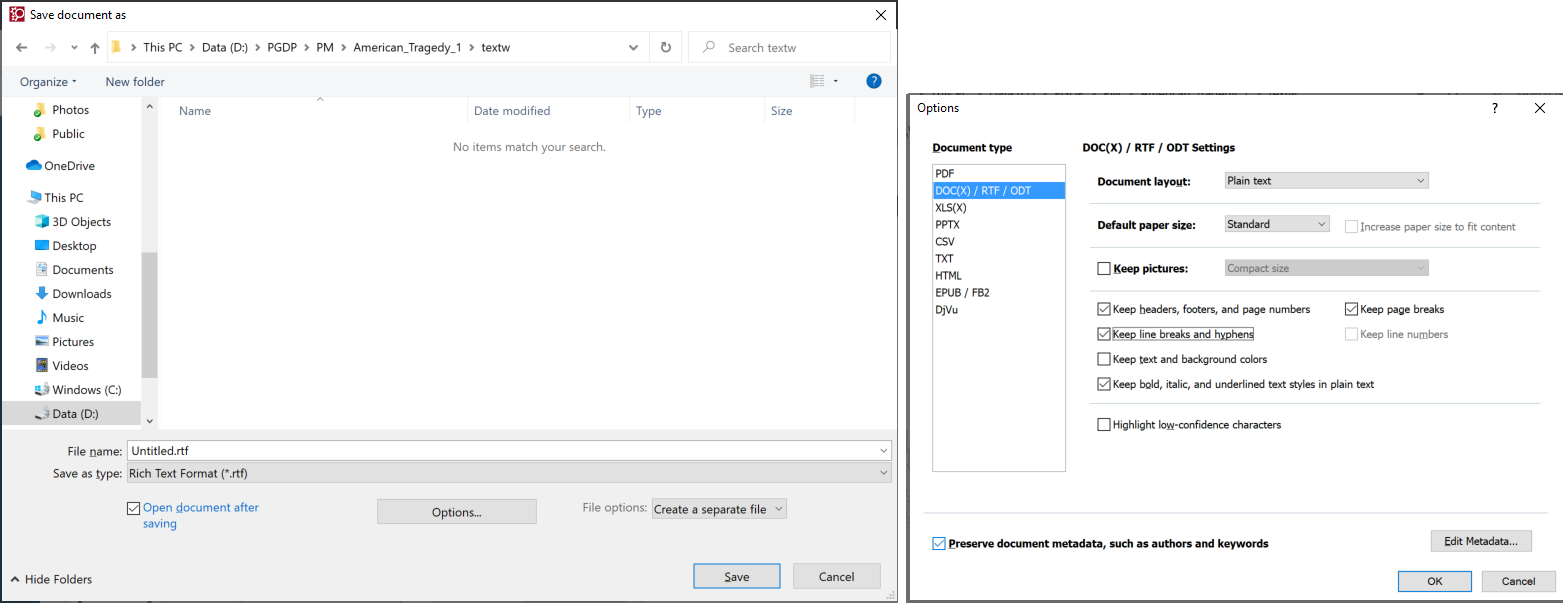 Save document as
This PC > Data (D:) > PGDP > PM > American_Tragedy_1 > textw
Search textw
Organize
New folder
?
Photos
Public
OneDrive
This PC
3D Objects
Desktop
Documents
Downloads
Music
Pictures
Videos
Windows (C:)
Data (D:)
Name Date modified Type Size
No items match your search.
File name: Untitled.rtf
Save as type: Rich Text Format (*.rtf)
Open document after
saving
Options...
File options: Create a separate file
Hide Folders
Save
Cancel
Options
?
Document type
PDF
DOC(X) / RTF / ODT
XLS(X)
PPTX
CSV
TXT
HTML
EPUB / FB2
DjVu
DOC(X) / RTF / ODT Settings
Document layout: Plain text
Default paper size: Standard
Increase paper size to fit content
Keep pictures: Compact size
Keep headers, footers, and page numbers
Keep page breaks
Keep line breaks and hyphens
Keep line numbers
Keep text and background colors
Keep bold, italic, and underlined text styles in plain text
Highlight low-confidence characters
Preserve document metadata, such as authors and keywords
Edit Metadata...
OK
Cancel